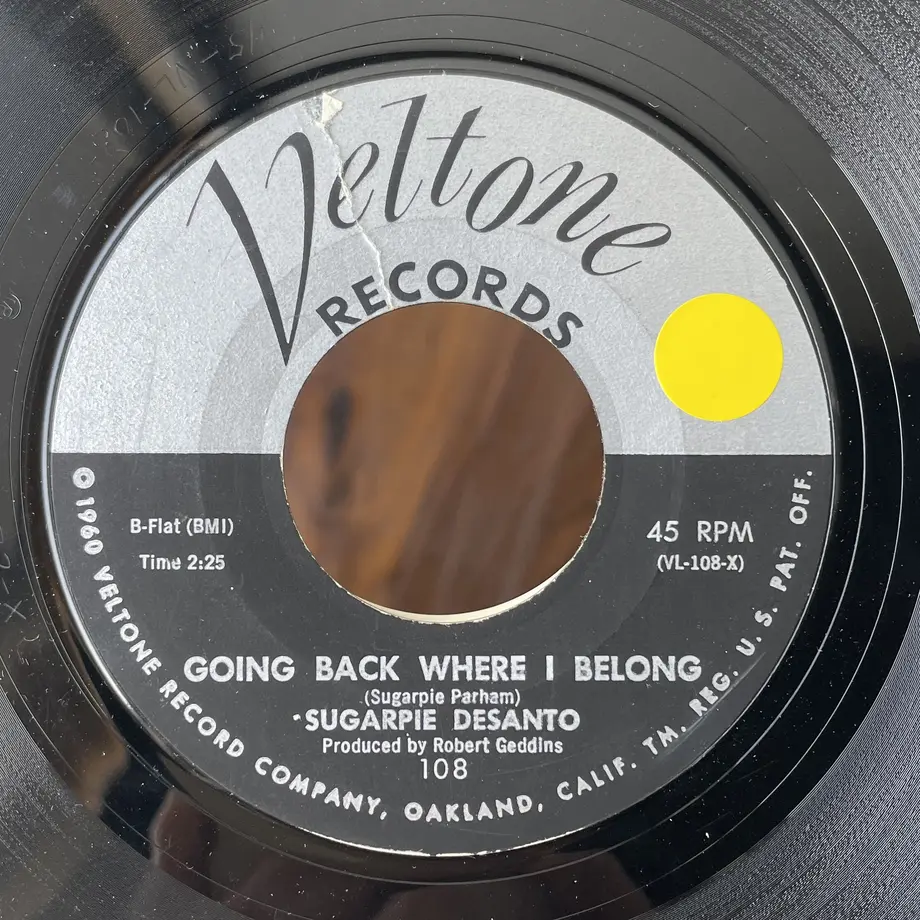 Veltone
RECORDS
B-Flat (BMI)
Time 2:25
45 RPM
(VL-108-X)
GOING BACK WHERE I BELONG
(Sugarpie Parham)
SUGARPIE DESANTO
Produced by Robert Geddins
108
©1960 VELTONE RECORD COMPANY, OAKLAND, CALIF. TM. REG. U. S. PAT. OFF.